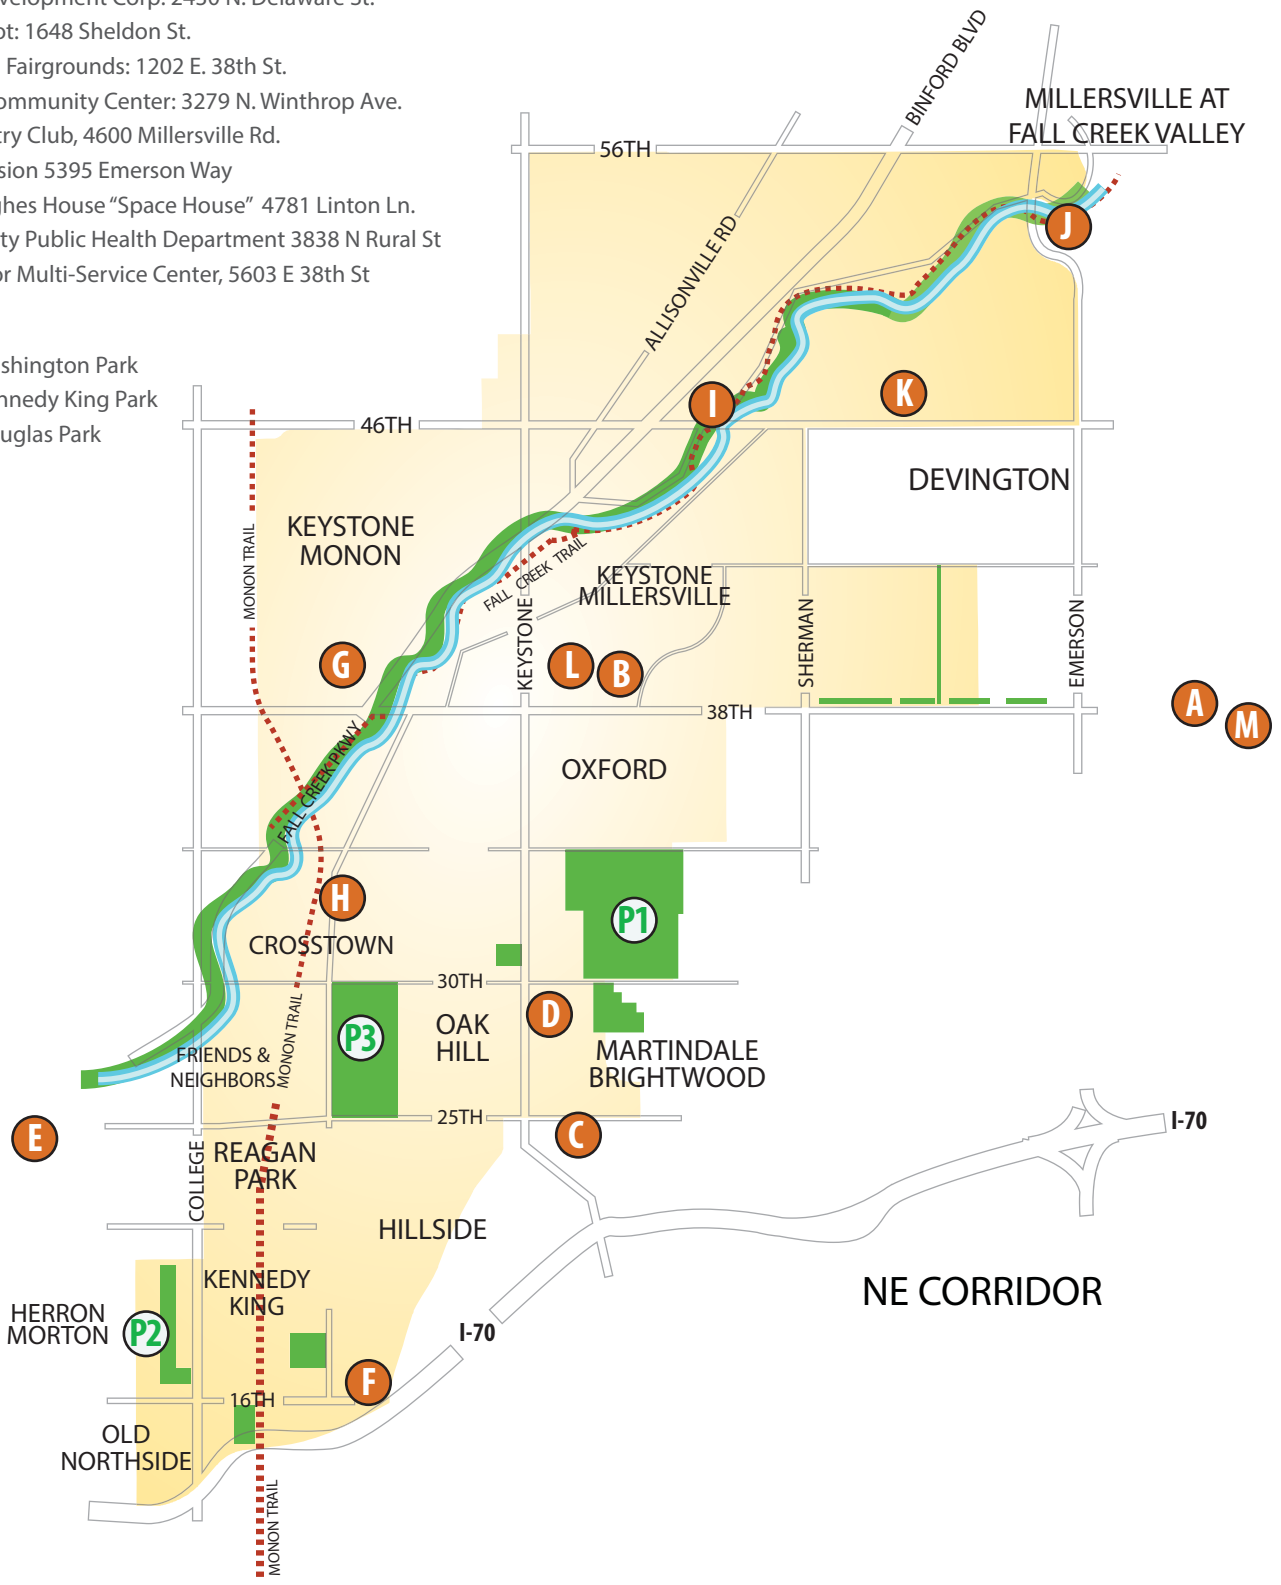 evelopment Corp: 2450 N. Delaware St.
ot: 1648 Sheldon St.
Fairgrounds: 1202 E. 38th St.
ommunity Center: 3279 N. Winthrop Ave.
try Club, 4600 Millersville Rd.
sion 5395 Emerson Way
ghes House “Space House” 4781 Linton Ln.
ty Public Health Department 3838 N Rural St
or Multi-Service Center, 5603 E 38th St
shington Park
nnedy King Park
uglas Park
BINFORD BLVD
MILLERSVILLE AT
FALL CREEK VALLEY
56TH
J
ALLISONVILLE RD
I
K
46TH
DEVINGTON
KEYSTONE
MONON
MONON TRAIL
FALL CREEK TRAIL
KEYSTONE
MILLERSVILLE
KEYSTONE
SHERMAN
EMERSON
G
L
B
A
M
38TH
FALL CREEK PKWY
OXFORD
H
P1
CROSSTOWN
30TH
D
P3
OAK
HILL
MONON TRAIL
MARTINDALE
BRIGHTWOOD
FRIENDS &
NEIGHBORS
25TH
E
C
I-70
COLLEGE
REAGAN
PARK
HILLSIDE
KENNEDY
KING
NE CORRIDOR
HERRON
MORTON
P2
I-70
F
16TH
OLD
NORTHSIDE
MONON TRAIL